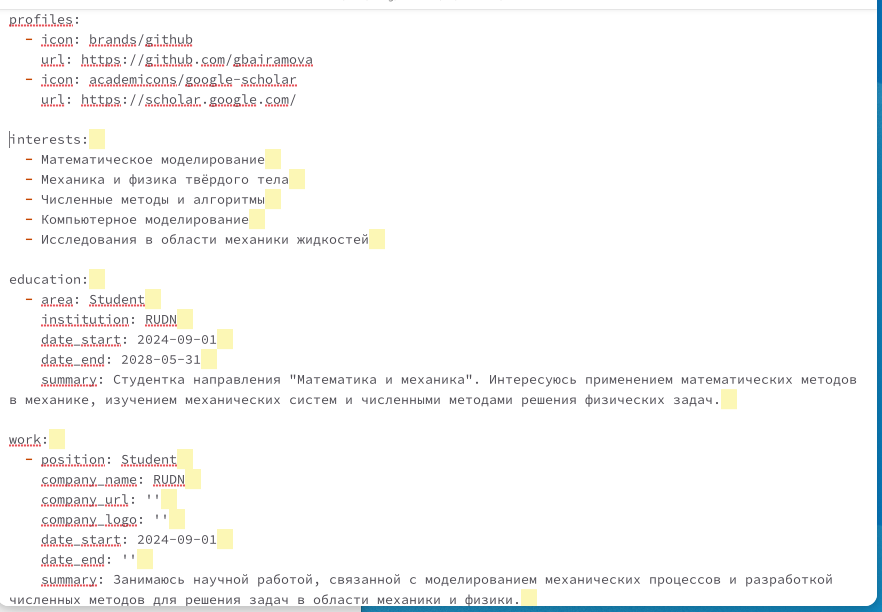 profiles:
- icon: brands/github
url: https://github.com/gbairamova
- icon: academicons/google-scholar
url: https://scholar.google.com/
interests:
- Математическое моделирование
- Механика и физика твёрдого тела
- Численные методы и алгоритмы
- Компьютерное моделирование
- Исследования в области механики жидкостей
education:
- area: Student
institution: RUDN
date_start: 2024-09-01
date_end: 2028-05-31
summary: Студентка направления "Математика и механика". Интересуюсь применением математических методов
в механике, изучением механических систем и численными методами решения физических задач.
work:
- position: Student
company_name: RUDN
company_url: ''
company_logo: ''
date_start: 2024-09-01
date_end: ''
summary: Занимаюсь научной работой, связанной с моделированием механических процессов и разработкой
численных методов для решения задач в области механики и физики.